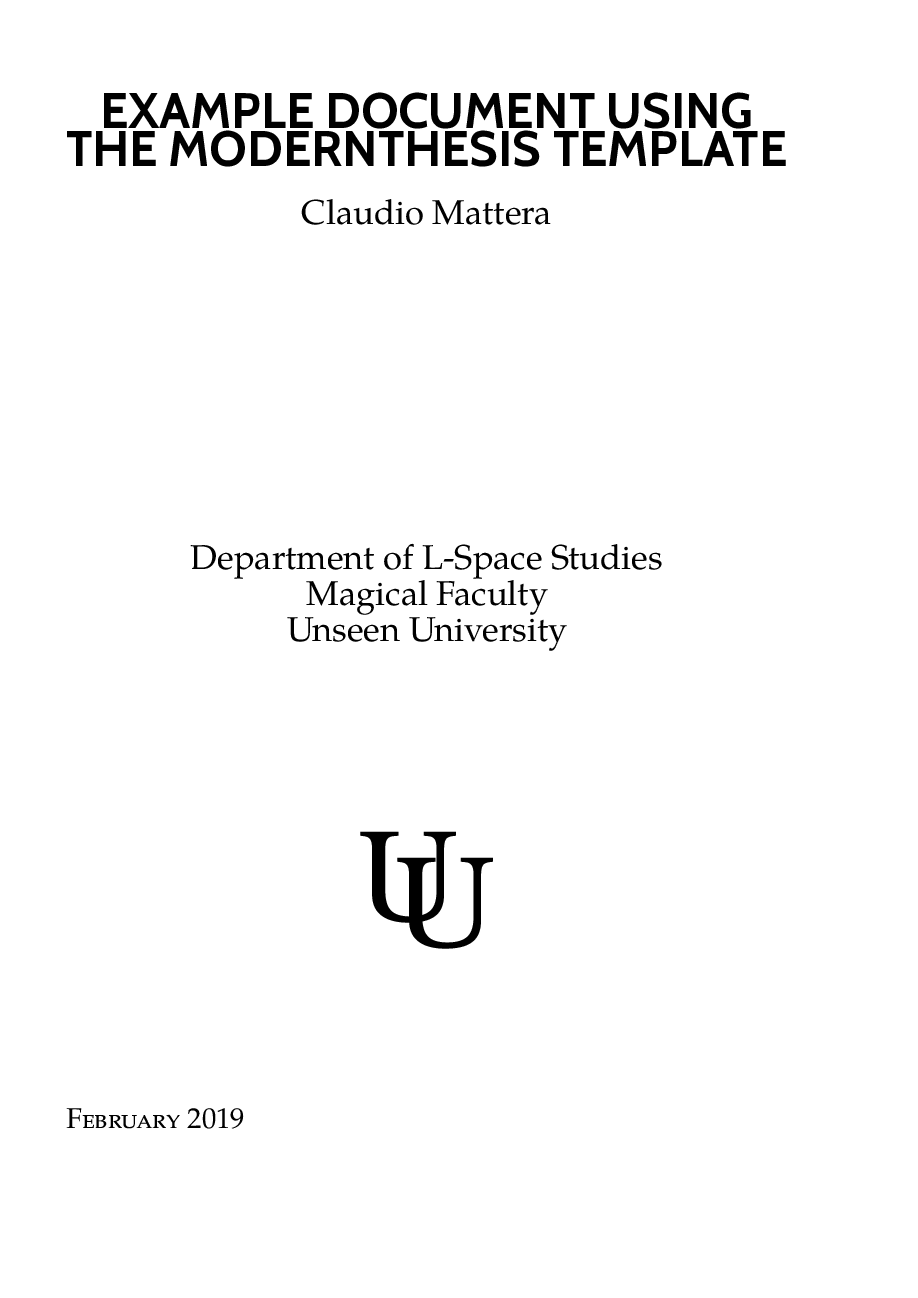 EXAMPLE DOCUMENT USING
THE MODERNTHESIS TEMPLATE
Claudio Mattera
Department of L-Space Studies
Magical Faculty
Unseen University
UU
February 2019